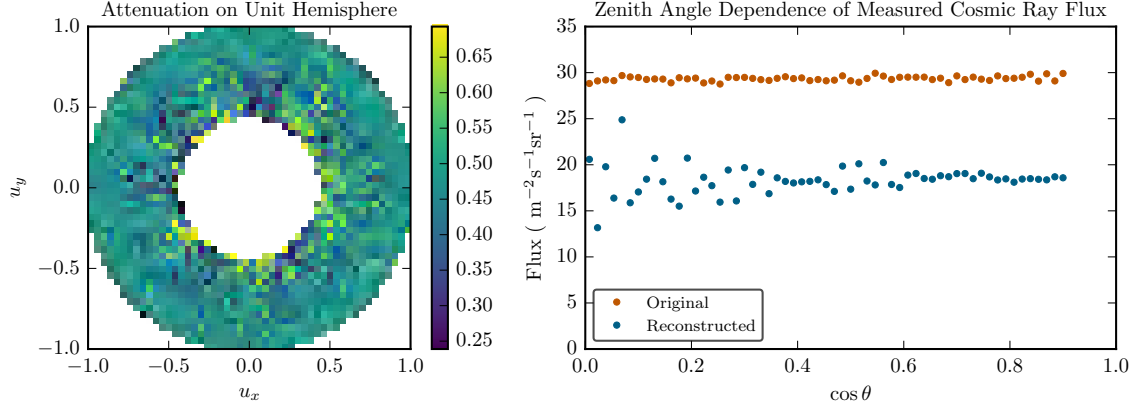 Attenuation on Unit Hemisphere
1.0
0.5
0.0
−0.5
−1.0
u_y
−1.0 −0.5 0.0 0.5 1.0
u_x
0.65
0.60
0.55
0.50
0.45
0.40
0.35
0.30
0.25
Zenith Angle Dependence of Measured Cosmic Ray Flux
35
30
25
20
15
10
5
0
Flux ( m⁻²s⁻¹sr⁻¹ )
Original
Reconstructed
0.0 0.2 0.4 0.6 0.8 1.0
cos θ